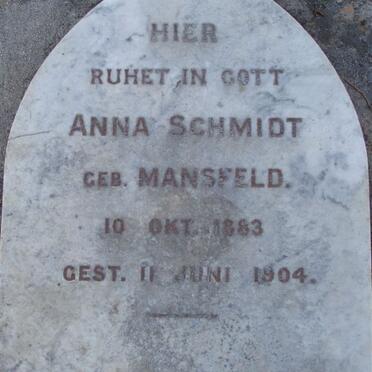 HIER
RUHET IN GOTT
ANNA SCHMIDT
GEB. MANSFELD.
10 OKT. 1883
GEST. 11 JUNI 1904.